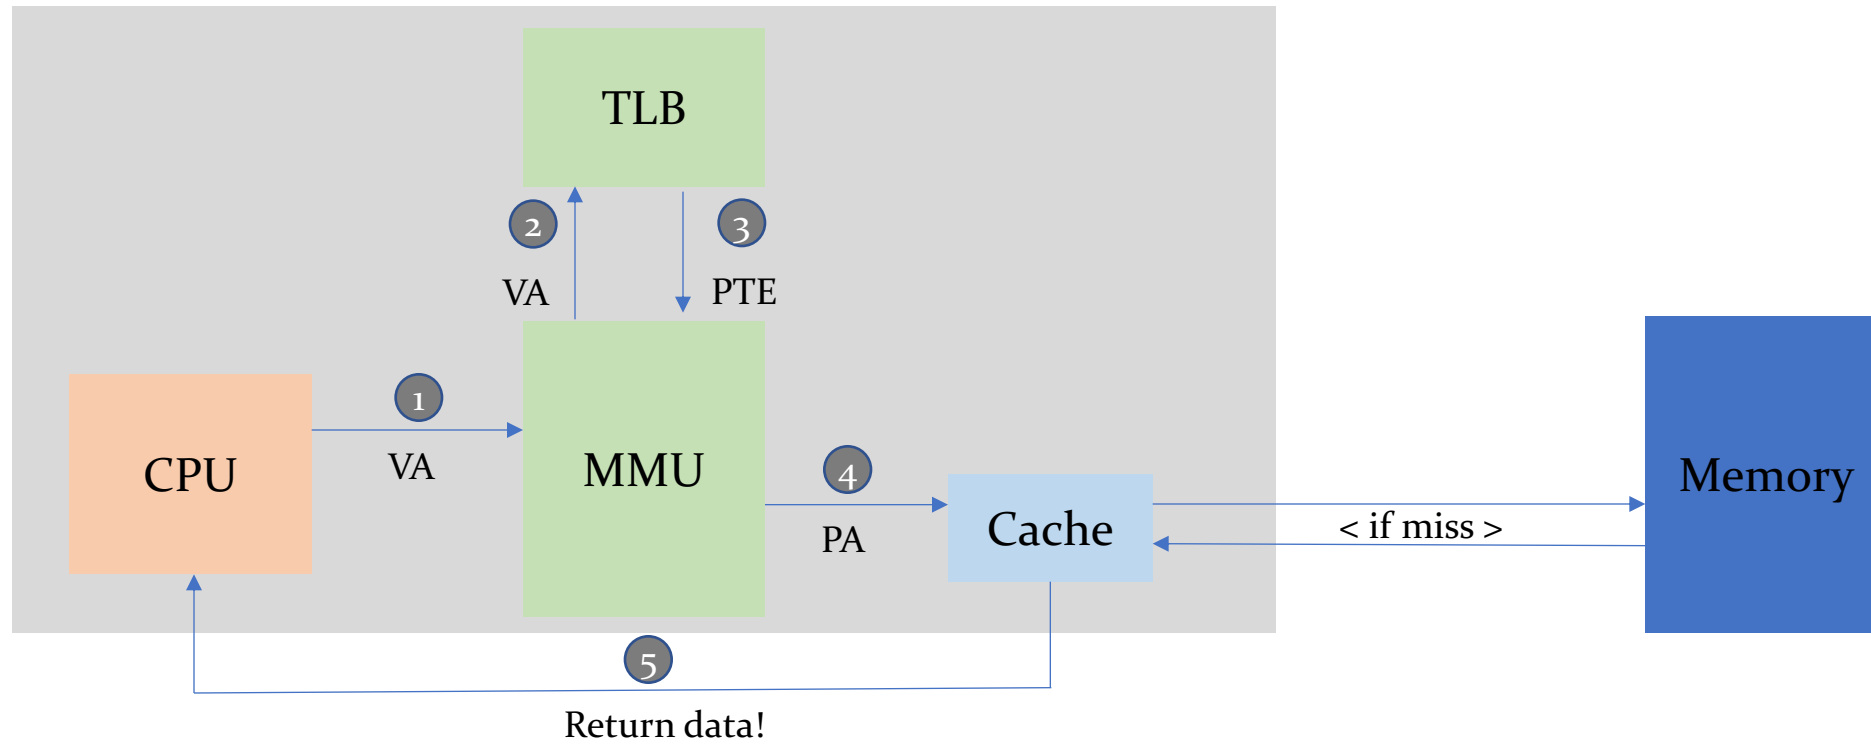 TLB
2
3
VA
PTE
1
CPU
VA
MMU
4
PA
Cache
< if miss >
Memory
5
Return data!